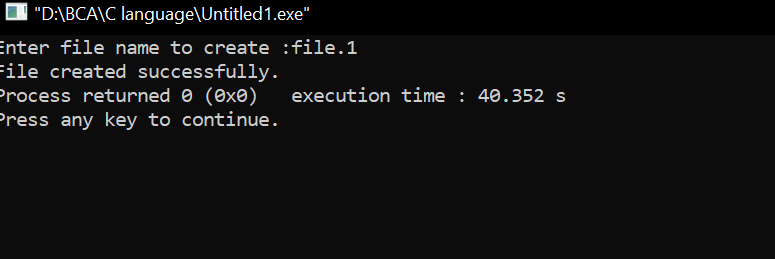 "D:\BCA\C language\Untitled1.exe"
Enter file name to create :file.1
File created successfully.
Process returned 0 (0x0)   execution time : 40.352 s
Press any key to continue.